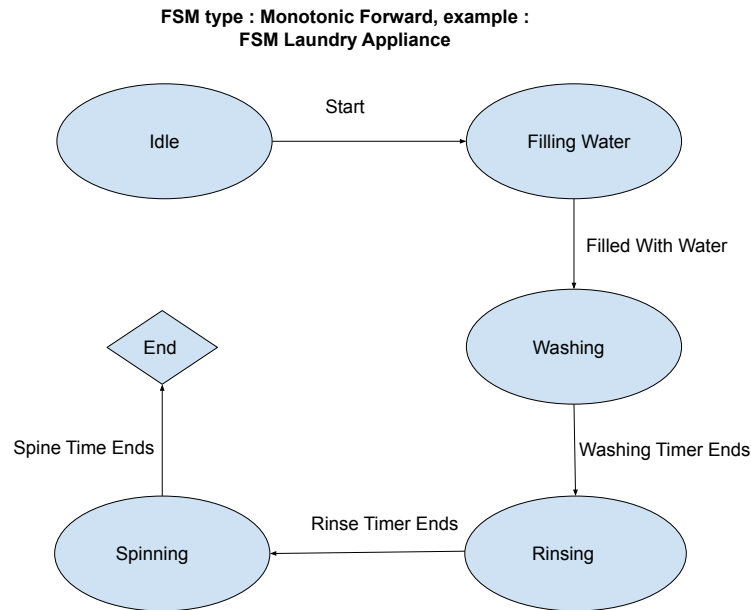 FSM type : Monotonic Forward, example :
FSM Laundry Appliance
Idle
Start
Filling Water
Filled With Water
Washing
Washing Timer Ends
Rinsing
Rinse Timer Ends
Spinning
Spine Time Ends
End